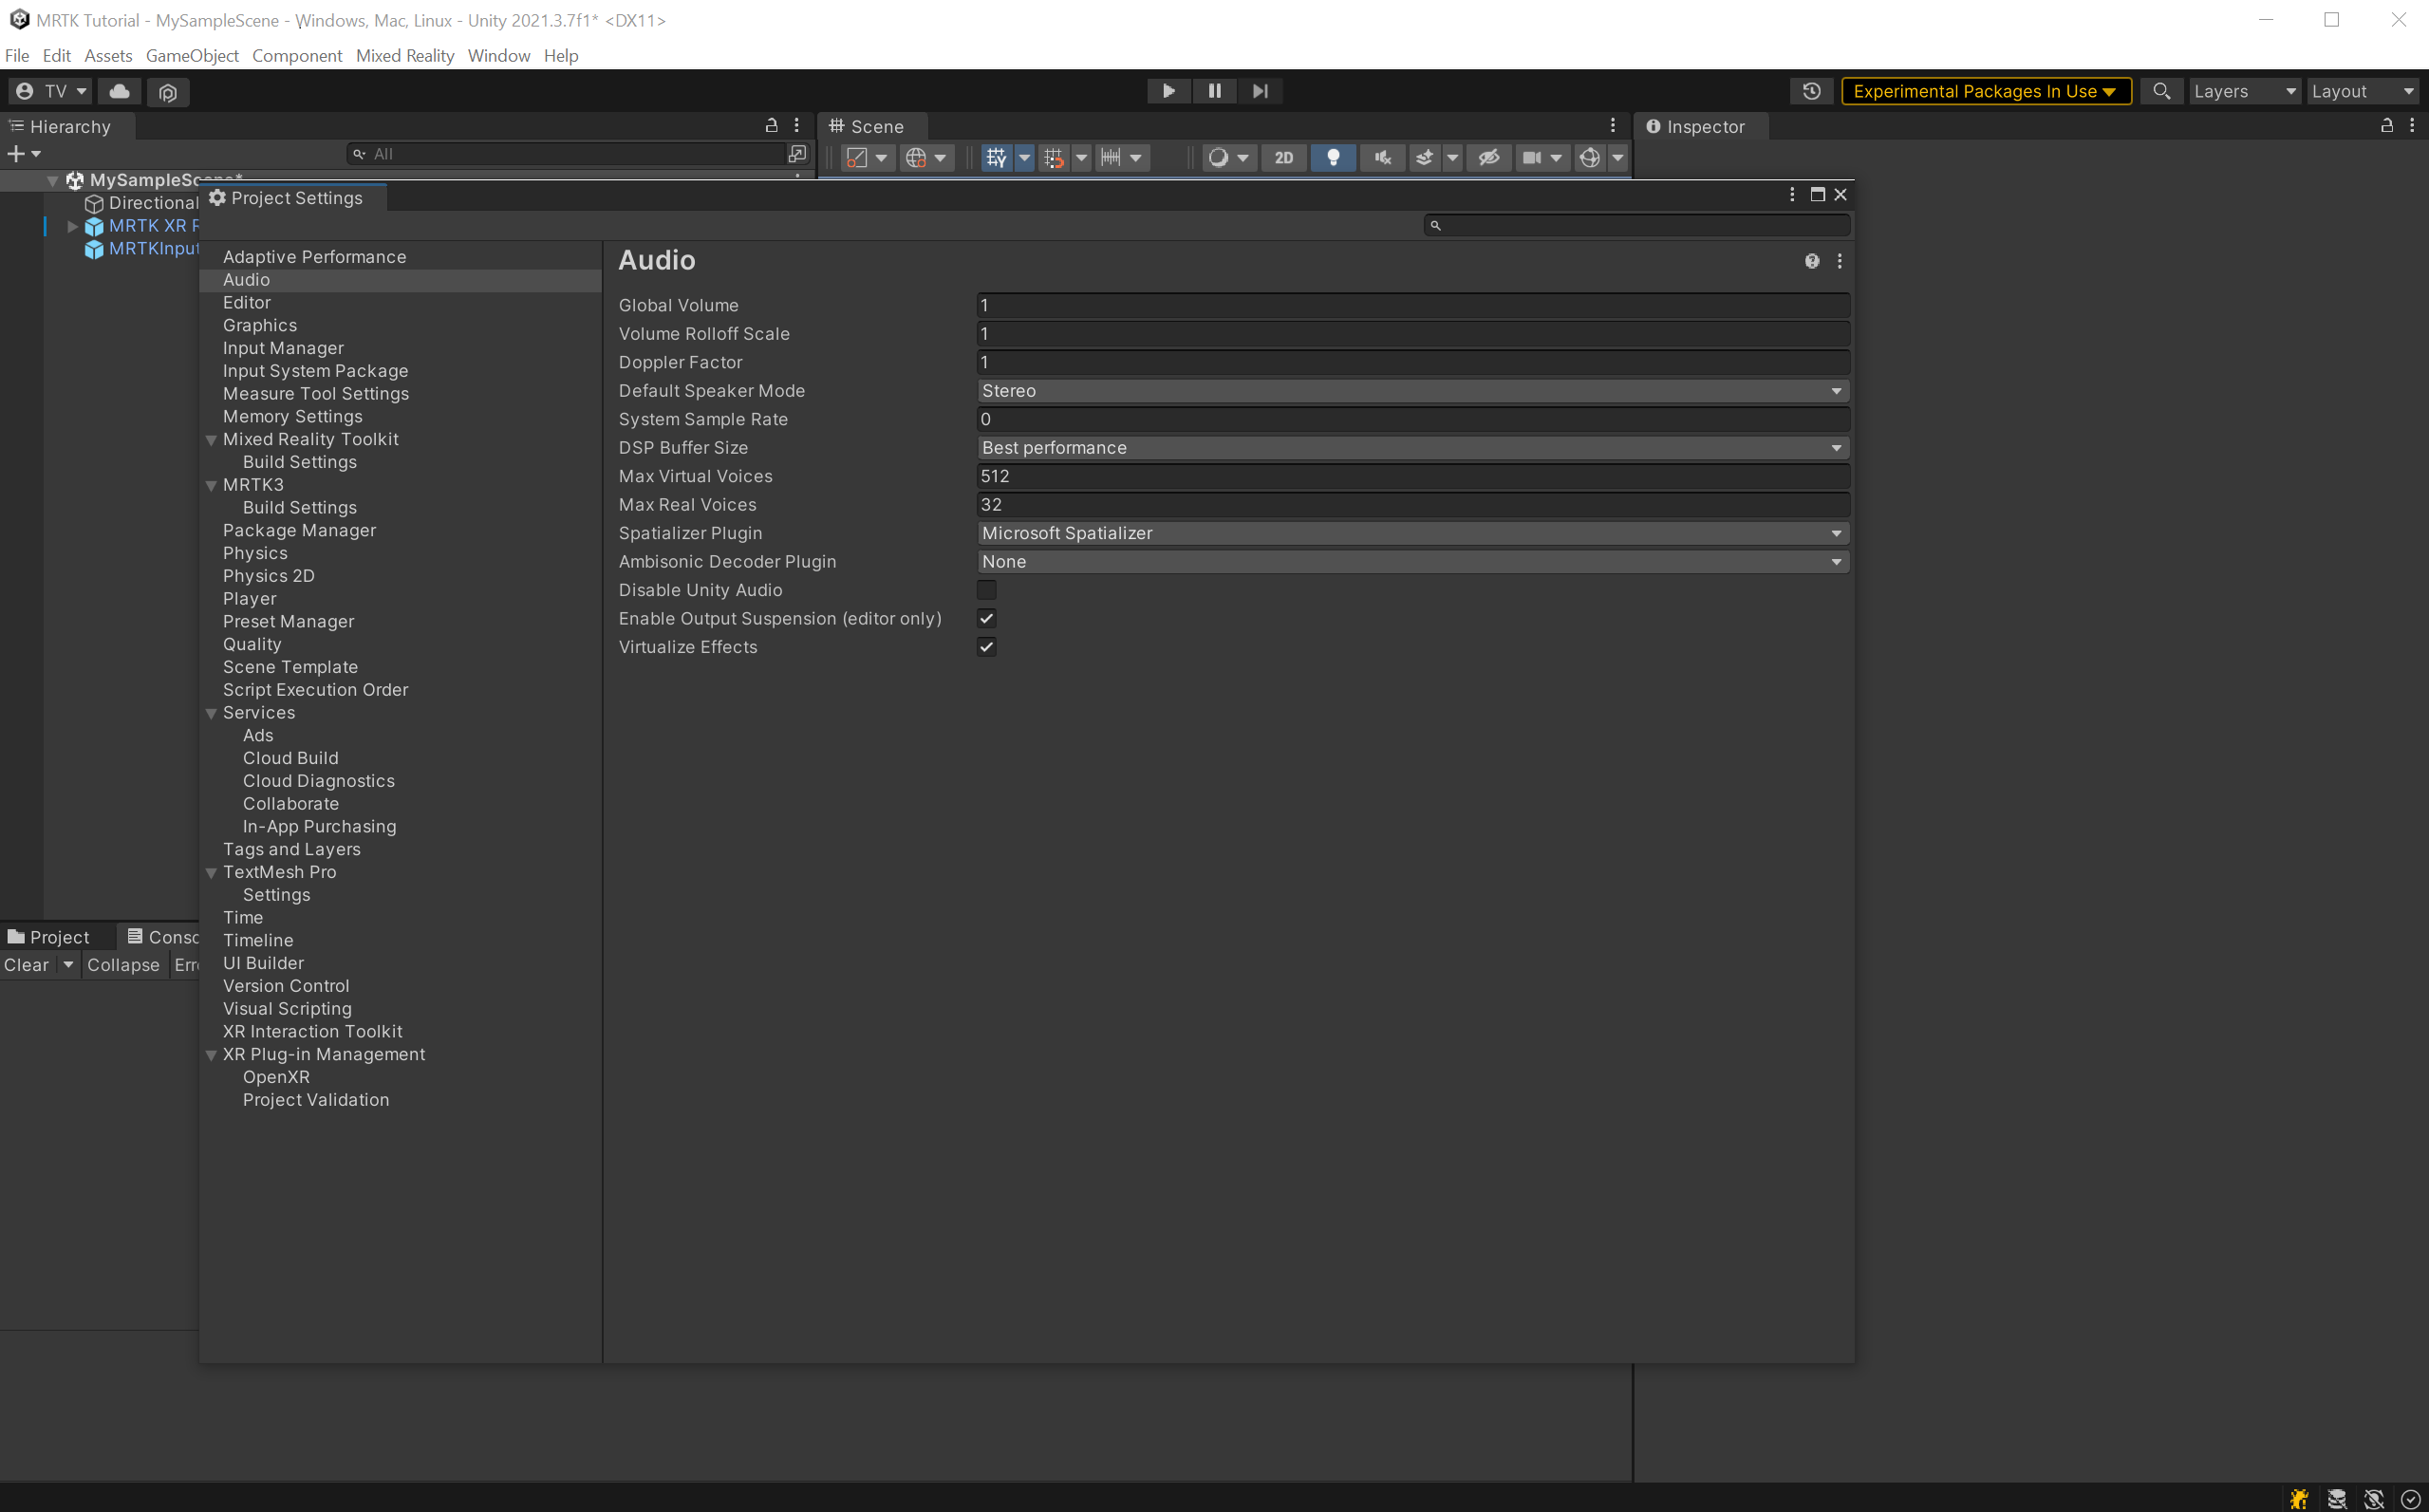 MRTK Tutorial - MySampleScene - Windows, Mac, Linux - Unity 2021.3.7f1* <DX11>
File Edit Assets GameObject Component Mixed Reality Window Help
TV Experimental Packages In Use Layers Layout
Hierarchy Scene Inspector
All 2D
MySampleScene*
Directional
MRTK XR R
MRTKInput
Project Settings
Adaptive Performance
Audio
Editor
Graphics
Input Manager
Input System Package
Measure Tool Settings
Memory Settings
Mixed Reality Toolkit
Build Settings
MRTK3
Build Settings
Package Manager
Physics
Physics 2D
Player
Preset Manager
Quality
Scene Template
Script Execution Order
Services
Ads
Cloud Build
Cloud Diagnostics
Collaborate
In-App Purchasing
Tags and Layers
TextMesh Pro
Settings
Time
Timeline
UI Builder
Version Control
Visual Scripting
XR Interaction Toolkit
XR Plug-in Management
OpenXR
Project Validation
Audio
Global Volume 1
Volume Rolloff Scale 1
Doppler Factor 1
Default Speaker Mode Stereo
System Sample Rate 0
DSP Buffer Size Best performance
Max Virtual Voices 512
Max Real Voices 32
Spatializer Plugin Microsoft Spatializer
Ambisonic Decoder Plugin None
Disable Unity Audio
Enable Output Suspension (editor only)
Virtualize Effects
Project Conso
Clear Collapse Err